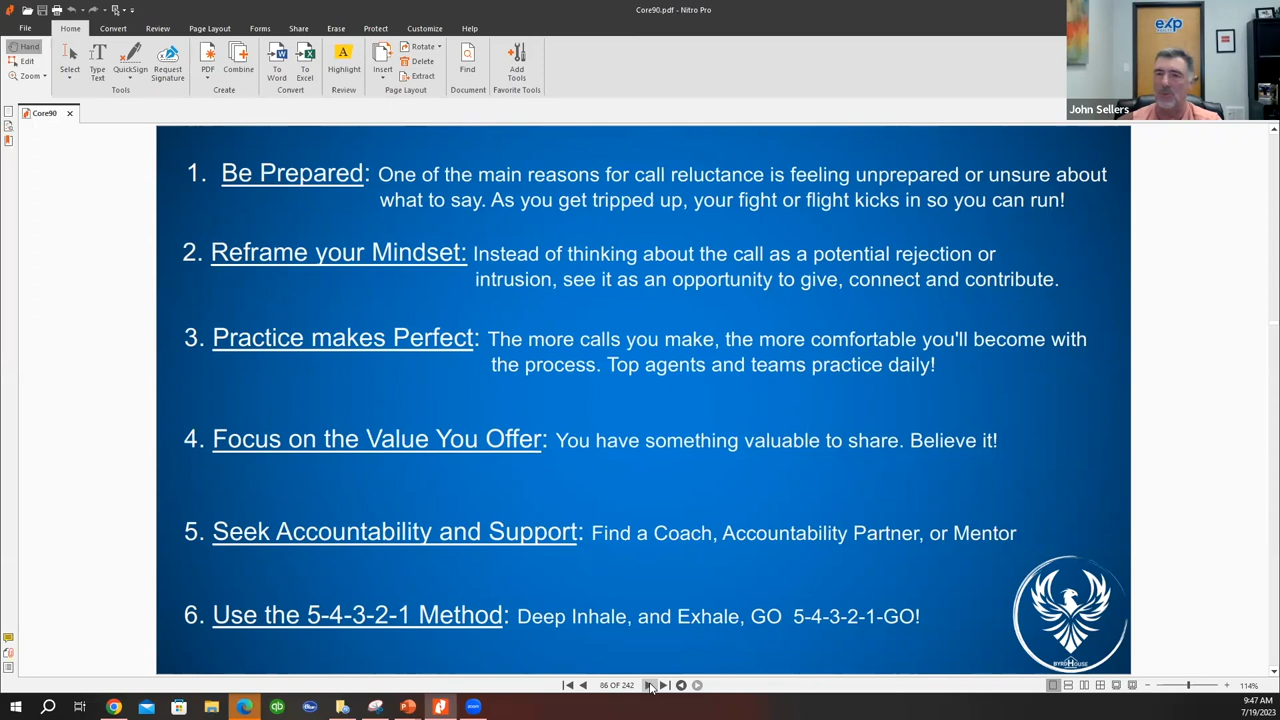 Core90.pdf - Nitro Pro
File Home Convert Review Page Layout Forms Share Erase Protect Customize Help
Hand
Edit
Zoom
Select
Type Text
QuickSign
Request Signature
Tools
PDF
Combine
Create
To Word
To Excel
Convert
Highlight
Review
Insert
Rotate
Delete
Extract
Page Layout
Find
Document
Add Tools
Favorite Tools
exp
John Sellers
Core90
1. Be Prepared: One of the main reasons for call reluctance is feeling unprepared or unsure about
what to say. As you get tripped up, your fight or flight kicks in so you can run!
2. Reframe your Mindset: Instead of thinking about the call as a potential rejection or
intrusion, see it as an opportunity to give, connect and contribute.
3. Practice makes Perfect: The more calls you make, the more comfortable you'll become with
the process. Top agents and teams practice daily!
4. Focus on the Value You Offer: You have something valuable to share. Believe it!
5. Seek Accountability and Support: Find a Coach, Accountability Partner, or Mentor
6. Use the 5-4-3-2-1 Method: Deep Inhale, and Exhale, GO 5-4-3-2-1-GO!
BYRDHOUSE
86 OF 242
114%
9:47 AM
7/19/2023